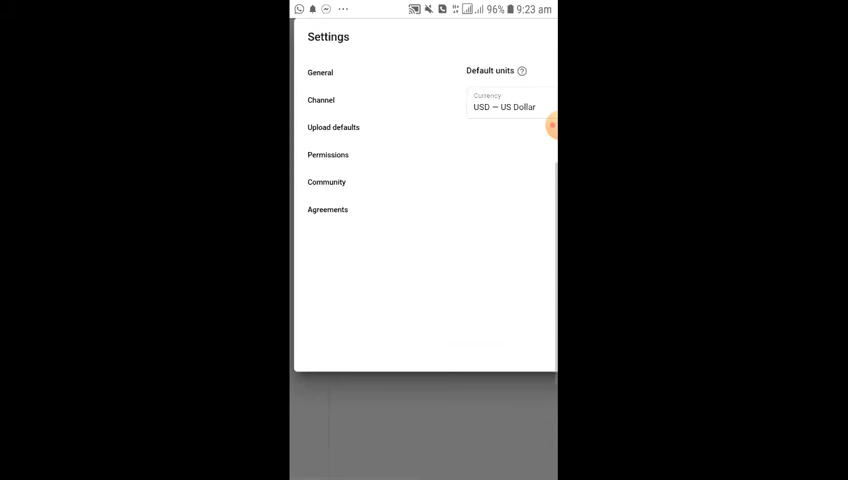 96% 9:23 am
Settings
General
Default units
Currency
USD — US Dollar
Channel
Upload defaults
Permissions
Community
Agreements